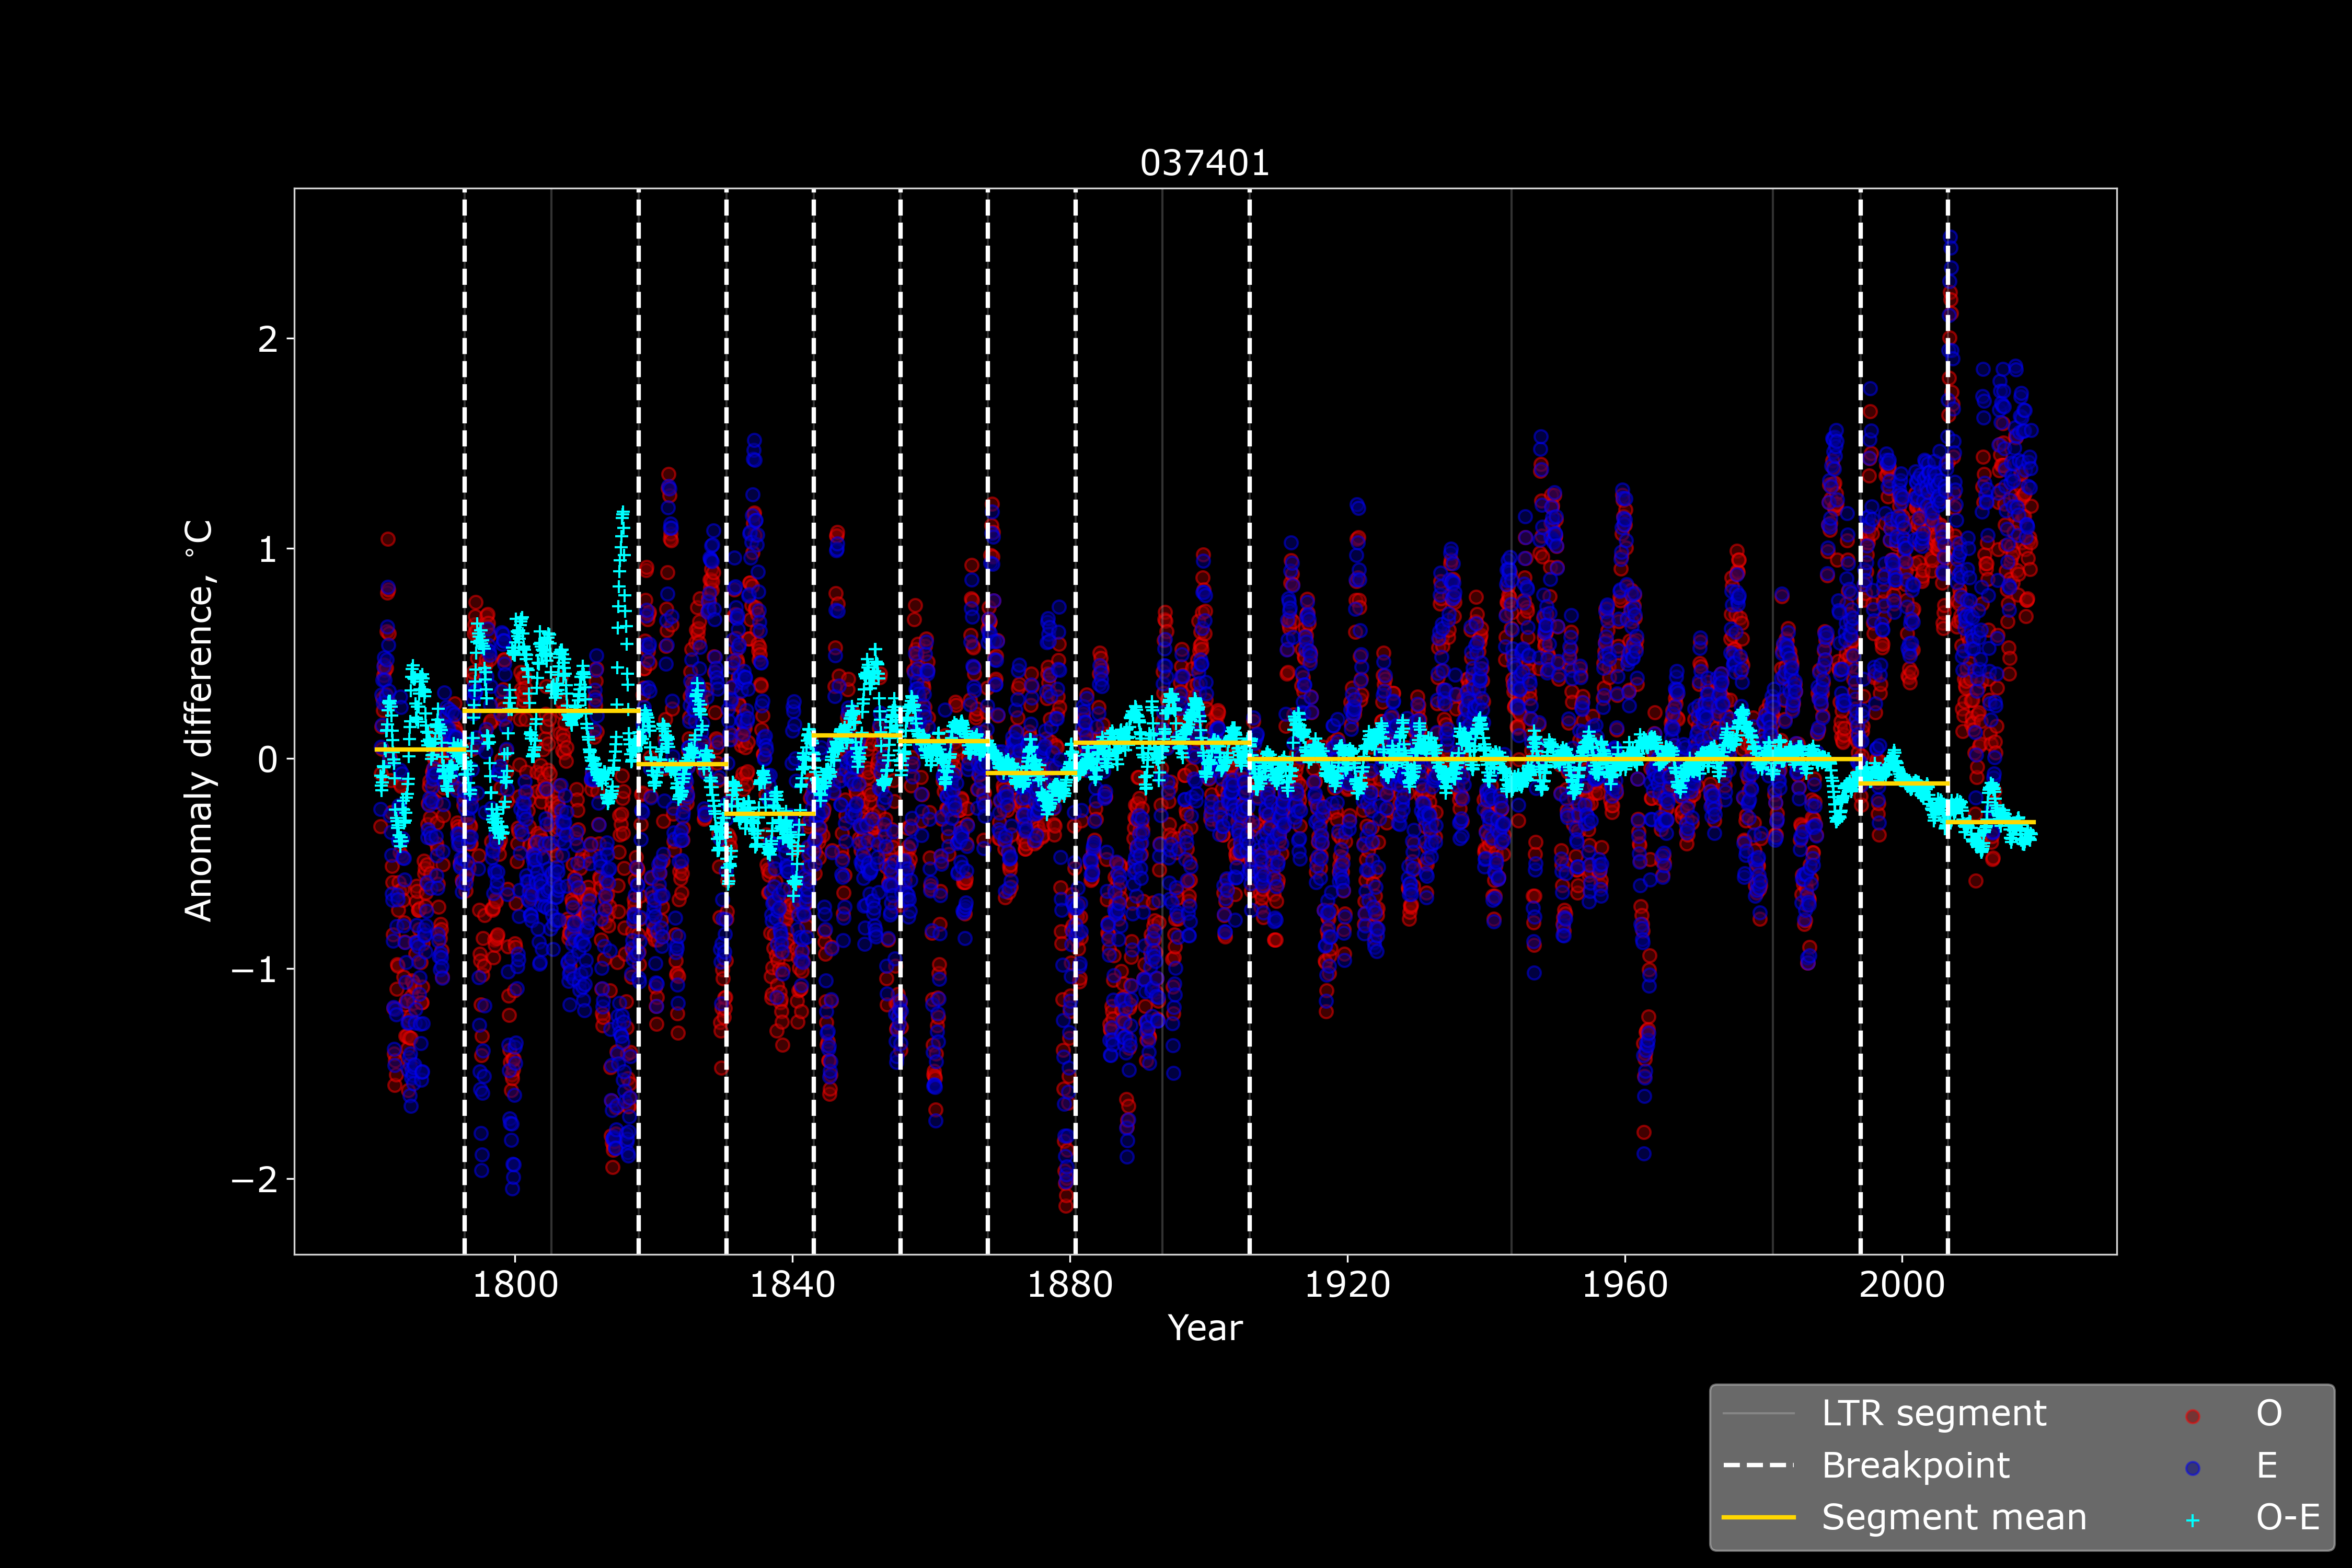 037401
Anomaly difference, °C
2
1
0
−1
−2
1800 1840 1880 1920 1960 2000
Year
LTR segment O
Breakpoint E
Segment mean O-E